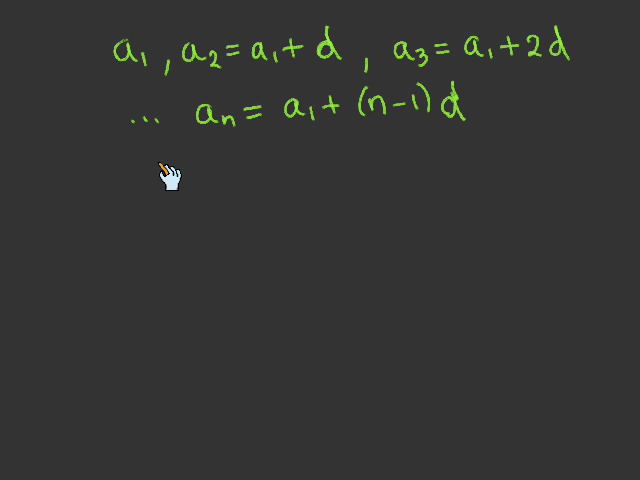 a₁, a₂ = a₁ + d, a₃ = a₁ + 2d
... aₙ = a₁ + (n-1)d